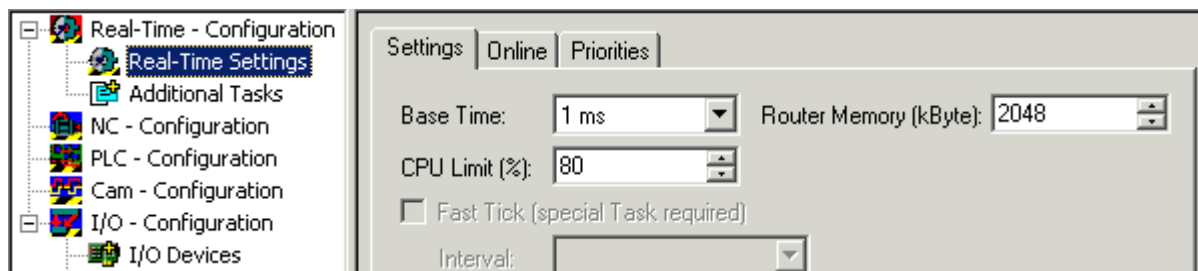 Real-Time - Configuration
Real-Time Settings
Additional Tasks
NC - Configuration
PLC - Configuration
Cam - Configuration
I/O - Configuration
I/O Devices
Settings Online Priorities
Base Time: 1 ms Router Memory (kByte): 2048
CPU Limit (%): 80
Fast Tick (special Task required)
Interval: